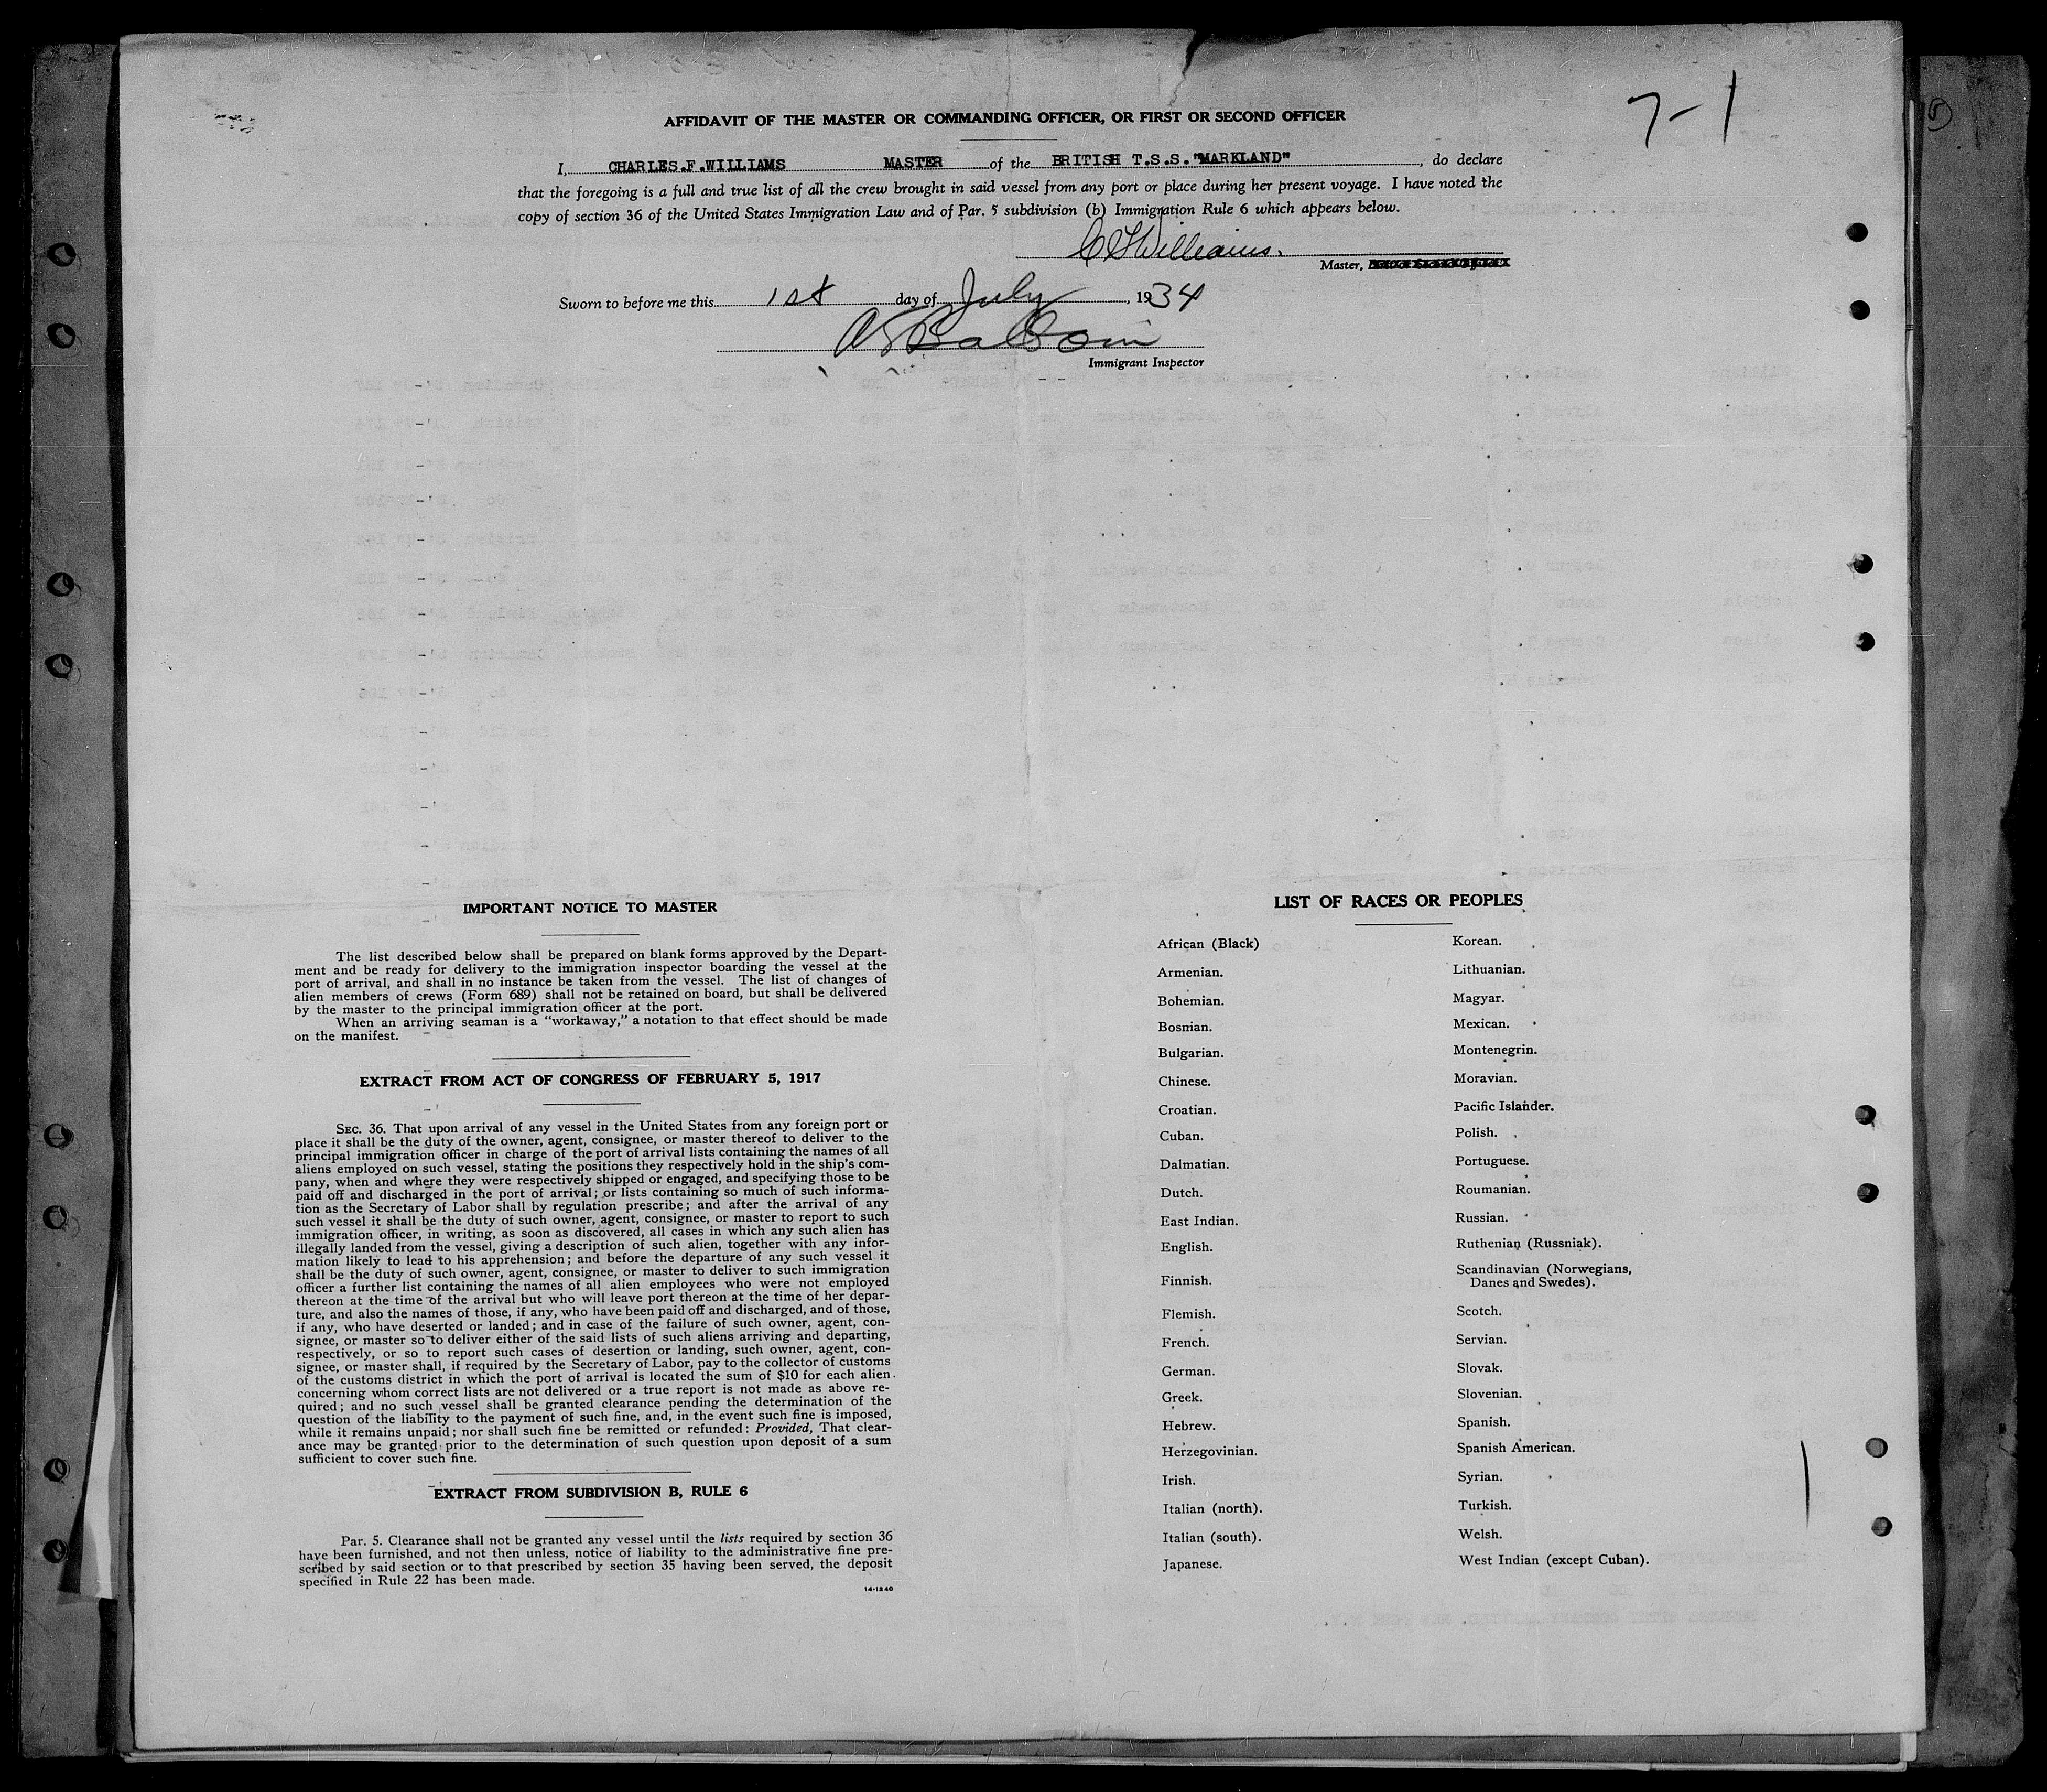 7-1
5
AFFIDAVIT OF THE MASTER OR COMMANDING OFFICER, OR FIRST OR SECOND OFFICER
I, CHARLES.F.WILLIAMS MASTER of the BRITISH T.S.S."MARKLAND", do declare
that the foregoing is a full and true list of all the crew brought in said vessel from any port or place during her present voyage. I have noted the
copy of section 36 of the United States Immigration Law and of Par. 5 subdivision (b) Immigration Rule 6 which appears below.
C F Williams.
Master,
Sworn to before me this 1st day of July, 1934
Immigrant Inspector
IMPORTANT NOTICE TO MASTER
The list described below shall be prepared on blank forms approved by the Depart-
ment and be ready for delivery to the immigration inspector boarding the vessel at the
port of arrival, and shall in no instance be taken from the vessel. The list of changes of
alien members of crews (Form 689) shall not be retained on board, but shall be delivered
by the master to the principal immigration officer at the port.
When an arriving seaman is a "workaway," a notation to that effect should be made
on the manifest.
EXTRACT FROM ACT OF CONGRESS OF FEBRUARY 5, 1917
SEC. 36. That upon arrival of any vessel in the United States from any foreign port or
place it shall be the duty of the owner, agent, consignee, or master thereof to deliver to the
principal immigration officer in charge of the port of arrival lists containing the names of all
aliens employed on such vessel, stating the positions they respectively hold in the ship's com-
pany, when and where they were respectively shipped or engaged, and specifying those to be
paid off and discharged in the port of arrival; or lists containing so much of such informa-
tion as the Secretary of Labor shall by regulation prescribe; and after the arrival of any
such vessel it shall be the duty of such owner, agent, consignee, or master to report to such
immigration officer, in writing, as soon as discovered, all cases in which any such alien has
illegally landed from the vessel, giving a description of such alien, together with any infor-
mation likely to lead to his apprehension; and before the departure of any such vessel it
shall be the duty of such owner, agent, consignee, or master to deliver to such immigration
officer a further list containing the names of all alien employees who were not employed
thereon at the time of the arrival but who will leave port thereon at the time of her depar-
ture, and also the names of those, if any, who have been paid off and discharged, and of those,
if any, who have deserted or landed; and in case of the failure of such owner, agent, con-
signee, or master so to deliver either of the said lists of such aliens arriving and departing,
respectively, or so to report such cases of desertion or landing, such owner, agent, con-
signee, or master shall, if required by the Secretary of Labor, pay to the collector of customs
of the customs district in which the port of arrival is located the sum of $10 for each alien
concerning whom correct lists are not delivered or a true report is not made as above re-
quired; and no such vessel shall be granted clearance pending the determination of the
question of the liability to the payment of such fine, and, in the event such fine is imposed,
while it remains unpaid; nor shall such fine be remitted or refunded: Provided, That clear-
ance may be granted prior to the determination of such question upon deposit of a sum
sufficient to cover such fine.
EXTRACT FROM SUBDIVISION B, RULE 6
Par. 5. Clearance shall not be granted any vessel until the lists required by section 36
have been furnished, and not then unless, notice of liability to the administrative fine pre-
scribed by said section or to that prescribed by section 35 having been served, the deposit
specified in Rule 22 has been made.
14-1240
LIST OF RACES OR PEOPLES
African (Black)
Armenian.
Bohemian.
Bosnian.
Bulgarian.
Chinese.
Croatian.
Cuban.
Dalmatian.
Dutch.
East Indian.
English.
Finnish.
Flemish.
French.
German.
Greek.
Hebrew.
Herzegovinian.
Irish.
Italian (north).
Italian (south).
Japanese.
Korean.
Lithuanian.
Magyar.
Mexican.
Montenegrin.
Moravian.
Pacific Islander.
Polish.
Portuguese.
Roumanian.
Russian.
Ruthenian (Russniak).
Scandinavian (Norwegians,
Danes and Swedes).
Scotch.
Servian.
Slovak.
Slovenian.
Spanish.
Spanish American.
Syrian.
Turkish.
Welsh.
West Indian (except Cuban).